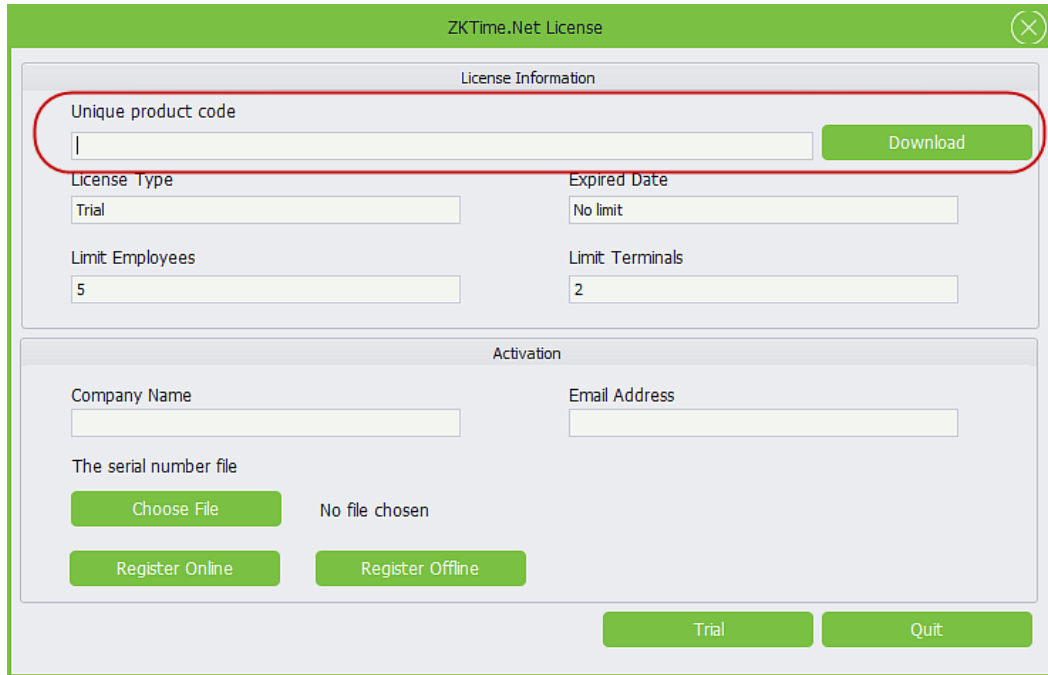 ZKTime.Net License
License Information
Unique product code
Download
License Type
Expired Date
Trial
No limit
Limit Employees
Limit Terminals
5
2
Activation
Company Name
Email Address
The serial number file
Choose File
No file chosen
Register Online
Register Offline
Trial
Quit